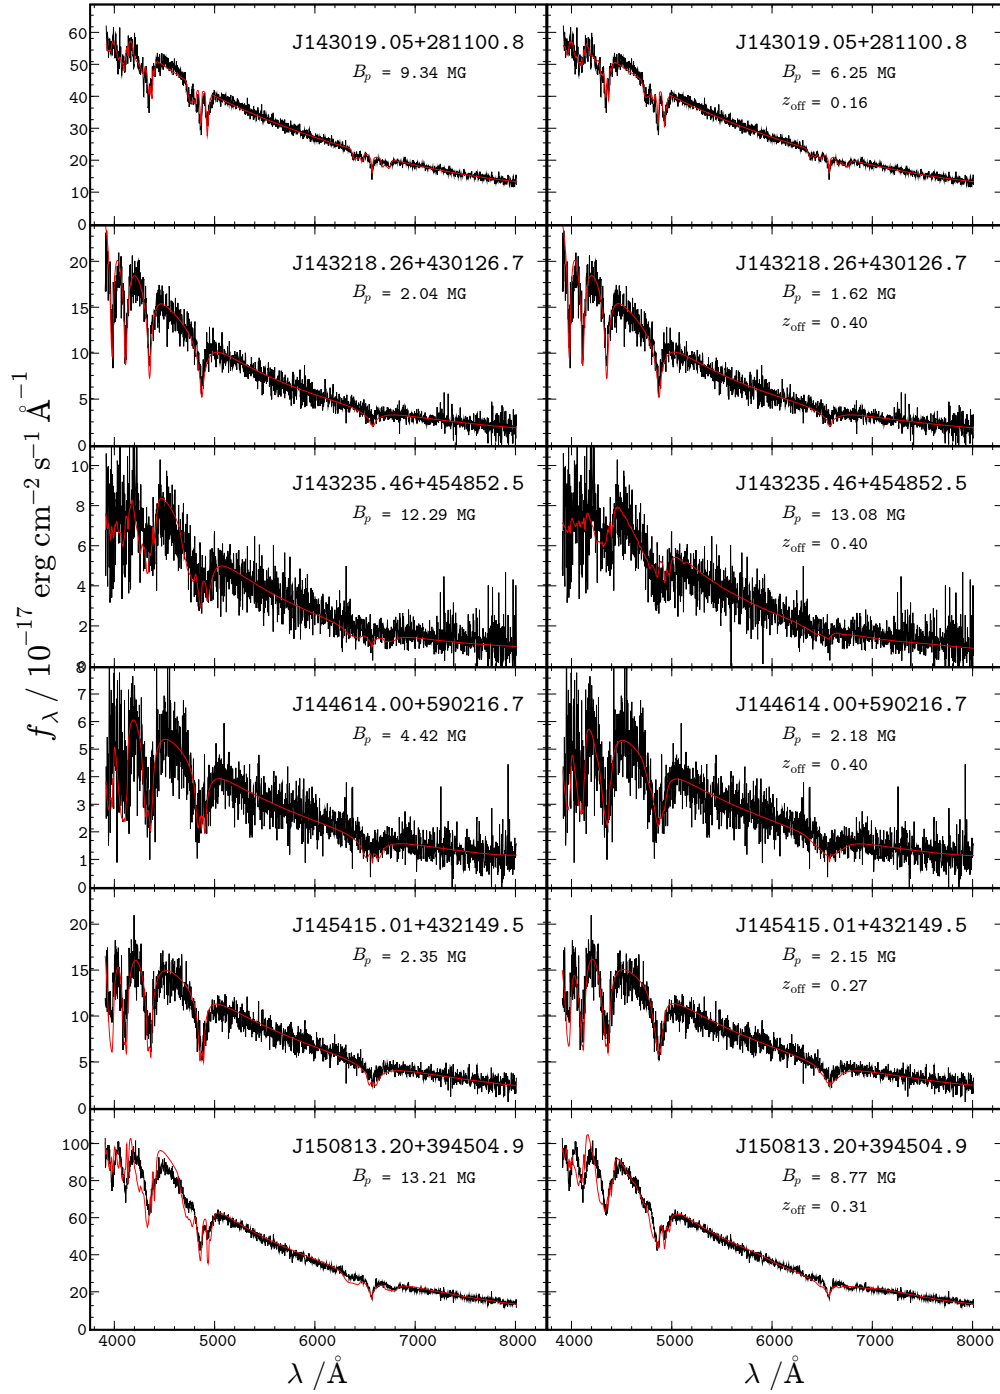 f_λ / 10^−17 erg cm^−2 s^−1 Å^−1
J143019.05+281100.8
B_p = 9.34 MG
60
50
40
30
20
10
0
J143019.05+281100.8
B_p = 6.25 MG
z_off = 0.16
J143218.26+430126.7
B_p = 2.04 MG
20
15
10
5
0
J143218.26+430126.7
B_p = 1.62 MG
z_off = 0.40
J143235.46+454852.5
B_p = 12.29 MG
10
8
6
4
2
0
J143235.46+454852.5
B_p = 13.08 MG
z_off = 0.40
J144614.00+590216.7
B_p = 4.42 MG
8
7
6
5
4
3
2
1
0
J144614.00+590216.7
B_p = 2.18 MG
z_off = 0.40
J145415.01+432149.5
B_p = 2.35 MG
20
15
10
5
0
J145415.01+432149.5
B_p = 2.15 MG
z_off = 0.27
J150813.20+394504.9
B_p = 13.21 MG
100
80
60
40
20
0
J150813.20+394504.9
B_p = 8.77 MG
z_off = 0.31
4000 5000 6000 7000 8000
4000 5000 6000 7000 8000
λ /Å
λ /Å